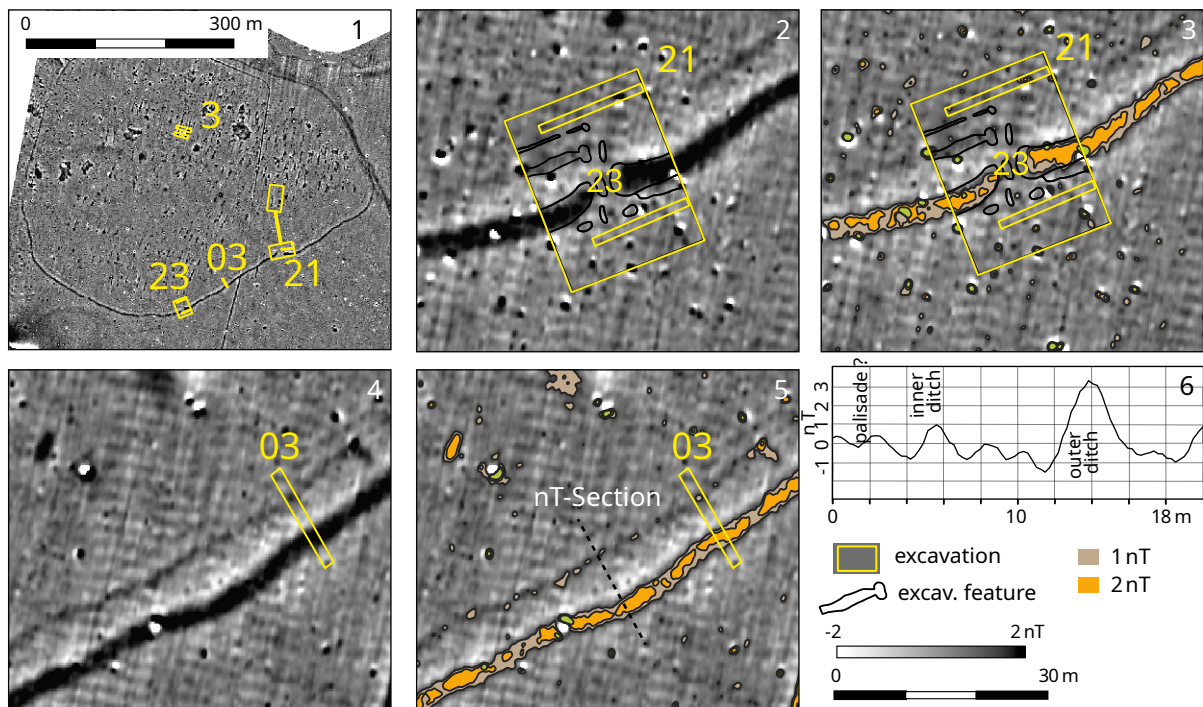 0 300 m
1
3
03
23
21
2
21
23
3
21
23
4
03
5
03
nT-Section
6
nT
3
2
1
0
-1
palisade ?
inner
ditch
outer
ditch
0 10 18 m
excavation
excav. feature
1 nT
2 nT
-2 2 nT
0 30 m